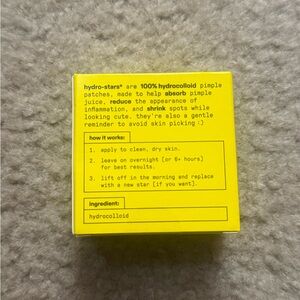 hydro-stars® are 100% hydrocolloid pimple
patches, made to help absorb pimple
juice, reduce the appearance of
inflammation, and shrink spots while
looking cute. they're also a gentle
reminder to avoid skin picking :)
how it works:
1. apply to clean, dry skin.
2. leave on overnight [or 6+ hours]
for best results.
3. lift off in the morning and replace
with a new star [if you want].
ingredient:
hydrocolloid